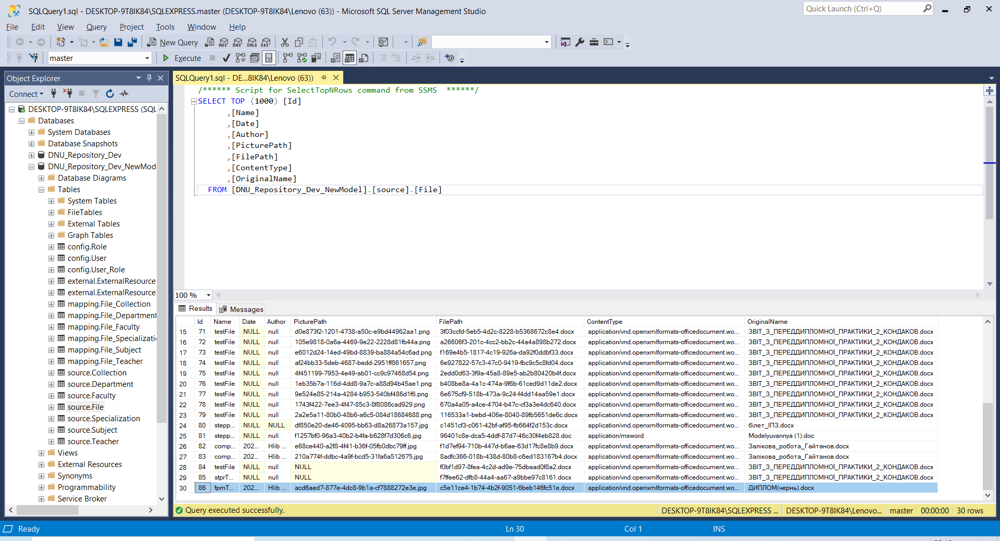 SQLQuery1.sql - DESKTOP-9T8IK84\SQLEXPRESS.master (DESKTOP-9T8IK84\Lenovo (63)) - Microsoft SQL Server Management Studio
Quick Launch (Ctrl+Q)
File Edit View Query Project Tools Window Help
New Query MDX DMX XMLA DAX
master Execute
Object Explorer
Connect
DESKTOP-9T8IK84\SQLEXPRESS (SQL
Databases
System Databases
Database Snapshots
DNU_Repository_Dev
DNU_Repository_Dev_NewMod
Database Diagrams
Tables
System Tables
FileTables
External Tables
Graph Tables
config.Role
config.User
config.User_Role
external.ExternalResource
external.ExternalResource
mapping.File_Collection
mapping.File_Department
mapping.File_Faculty
mapping.File_Specializati
mapping.File_Subject
mapping.File_Teacher
source.Collection
source.Department
source.Faculty
source.File
source.Specialization
source.Subject
source.Teacher
Views
External Resources
Synonyms
Programmability
Service Broker
SQLQuery1.sql - DE...8IK84\Lenovo (63))
/****** Script for SelectTopNRows command from SSMS ******/
SELECT TOP (1000) [Id]
,[Name]
,[Date]
,[Author]
,[PicturePath]
,[FilePath]
,[ContentType]
,[OriginalName]
FROM [DNU_Repository_Dev_NewModel].[source].[File]
100 %
Results Messages
Id Name Date Author PicturePath FilePath ContentType OriginalName
15 71 testFile NULL null d0e873f2-1201-4738-a50c-e9bd44962aa1.png 3f03ccfd-5eb5-4d2c-8228-b5368672c8e4.docx application/vnd.openxmlformats-officedocument.wo... ЗВІТ_З_ПЕРЕДДИПЛОМНОЇ_ПРАКТИКИ_2_КОНДАКОВ.docx
16 72 testFile NULL null 105e9818-0a6a-4469-9e22-2228d81fb44a.png a26606f3-201c-4cc2-bb2c-44a4a898b272.docx application/vnd.openxmlformats-officedocument.wo... ЗВІТ_З_ПЕРЕДДИПЛОМНОЇ_ПРАКТИКИ_2_КОНДАКОВ.docx
17 73 testFile NULL null e6012d24-14ed-49bd-8839-ba884a54c6ad.png f169e4b5-1817-4c19-926a-da92f0ddbf33.docx application/vnd.openxmlformats-officedocument.wo... ЗВІТ_З_ПЕРЕДДИПЛОМНОЇ_ПРАКТИКИ_2_КОНДАКОВ.docx
18 74 testFile NULL null af24bb33-5deb-4687-bedd-2951ff861657.png 6e927822-57c3-47c0-9419-fbc9c5c8fd04.docx application/vnd.openxmlformats-officedocument.wo... ЗВІТ_З_ПЕРЕДДИПЛОМНОЇ_ПРАКТИКИ_2_КОНДАКОВ.docx
19 75 testFile NULL null 4f451199-7953-4e49-ab01-cc9c97468d54.png 2edd0d63-3f9a-45a8-89e5-ab2b80420b4f.docx application/vnd.openxmlformats-officedocument.wo... ЗВІТ_З_ПЕРЕДДИПЛОМНОЇ_ПРАКТИКИ_2_КОНДАКОВ.docx
20 76 testFile NULL null 1eb35b7a-116d-4dd8-9a7c-a88d94b45ae1.png b408be8a-4a1c-474a-9f6b-61ced9d11de2.docx application/vnd.openxmlformats-officedocument.wo... ЗВІТ_З_ПЕРЕДДИПЛОМНОЇ_ПРАКТИКИ_2_КОНДАКОВ.docx
21 77 testFile NULL null 9e524e85-214a-4284-b953-540bf486d1f6.png 6e675cf9-518b-473a-9c24-f4dd14aa59e1.docx application/vnd.openxmlformats-officedocument.wo... ЗВІТ_З_ПЕРЕДДИПЛОМНОЇ_ПРАКТИКИ_2_КОНДАКОВ.docx
22 78 testFile NULL null 1743f422-7ee3-4f47-85c3-8f8086cad929.png 670a4a05-a4ce-4704-b47c-cf3a3e4dc640.docx application/vnd.openxmlformats-officedocument.wo... ЗВІТ_З_ПЕРЕДДИПЛОМНОЇ_ПРАКТИКИ_2_КОНДАКОВ.docx
23 79 testFile NULL null 2a2e5a11-80b0-48b6-a6c5-084d18684688.png 116533a1-bebd-406e-8040-89fb5651de6c.docx application/vnd.openxmlformats-officedocument.wo... ЗВІТ_З_ПЕРЕДДИПЛОМНОЇ_ПРАКТИКИ_2_КОНДАКОВ.docx
24 80 stepp... NULL NULL df850e20-de46-4095-bb63-d8a26873a157.jpg c1451cf3-c061-42bf-af95-fb664f2d153c.docx application/vnd.openxmlformats-officedocument.wo... білет_ІПЗ.docx
25 81 stepp... NULL null f1257bf0-96a3-40b2-b4fa-b628f7d306c6.jpg 96401c8e-dca5-4ddf-87d7-46c30f4eb828.doc application/msword Modelyuvannya (1).doc
26 82 comp... 202... Hlib ... e68ce440-a2f8-4f41-b36f-05fb0dbc79ff.jpg f1d7ef94-710b-447d-b6ae-63d17fc8e8b9.docx application/vnd.openxmlformats-officedocument.wo... Залікова_робота_Гайтанов.docx
27 83 comp... 202... Hlib ... 210a774f-ddbc-4a9f-bcd5-31fa6a512675.jpg 8adfc366-018b-438d-80b8-c6ed183167b4.docx application/vnd.openxmlformats-officedocument.wo... Залікова_робота_Гайтанов.docx
28 84 testFile NULL null NULL f0bf1d97-8fea-4c2d-ad9e-75dbaad0f8a2.docx application/vnd.openxmlformats-officedocument.wo... ЗВІТ_З_ПЕРЕДДИПЛОМНОЇ_ПРАКТИКИ_2_КОНДАКОВ.docx
29 85 stprT... NULL null NULL f7ffee62-dfb8-44a4-aa67-a9bbe97c8161.docx application/vnd.openxmlformats-officedocument.wo... ЗВІТ_З_ПЕРЕДДИПЛОМНОЇ_ПРАКТИКИ_2_КОНДАКОВ.docx
30 86 fpmT... 202... Hlib ... acd6aed7-877e-4dc8-9b1a-cf7888272e3e.jpg c5e11ce4-1b74-4b2f-9051-6beb146fc51e.docx application/vnd.openxmlformats-officedocument.wo... ДИПЛОМ(чернь).docx
Query executed successfully. DESKTOP-9T8IK84\SQLEXPRESS ... DESKTOP-9T8IK84\Lenovo... master 00:00:00 30 rows
Ready Ln 30 Col 1 INS